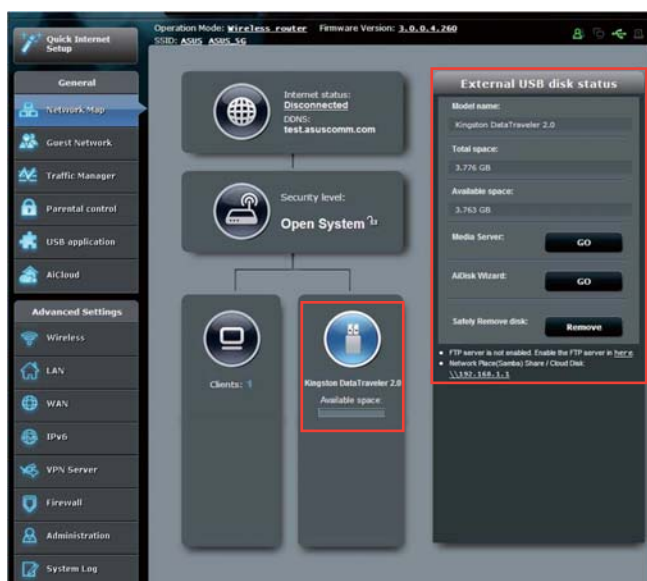 Operation Mode: Wireless router Firmware Version: 3.0.0.4.260
SSID: ASUS ASUS_5G
Quick Internet
Setup
General
Network Map
Guest Network
Traffic Manager
Parental control
USB application
AiCloud
Advanced Settings
Wireless
LAN
WAN
IPv6
VPN Server
Firewall
Administration
System Log
Internet status:
Disconnected
DDNS:
test.asuscomm.com
Security level:
Open System
Clients: 1
Kingston DataTraveler 2.0
Available space:
External USB disk status
Model name:
Kingston DataTraveler 2.0
Total space:
3.776 GB
Available space:
3.763 GB
Media Server:
GO
AiDisk Wizard:
GO
Safely Remove disk:
Remove
FTP server is not enabled. Enable the FTP server in here.
Network Place(Samba) Share / Cloud Disk:
\\192.168.1.1